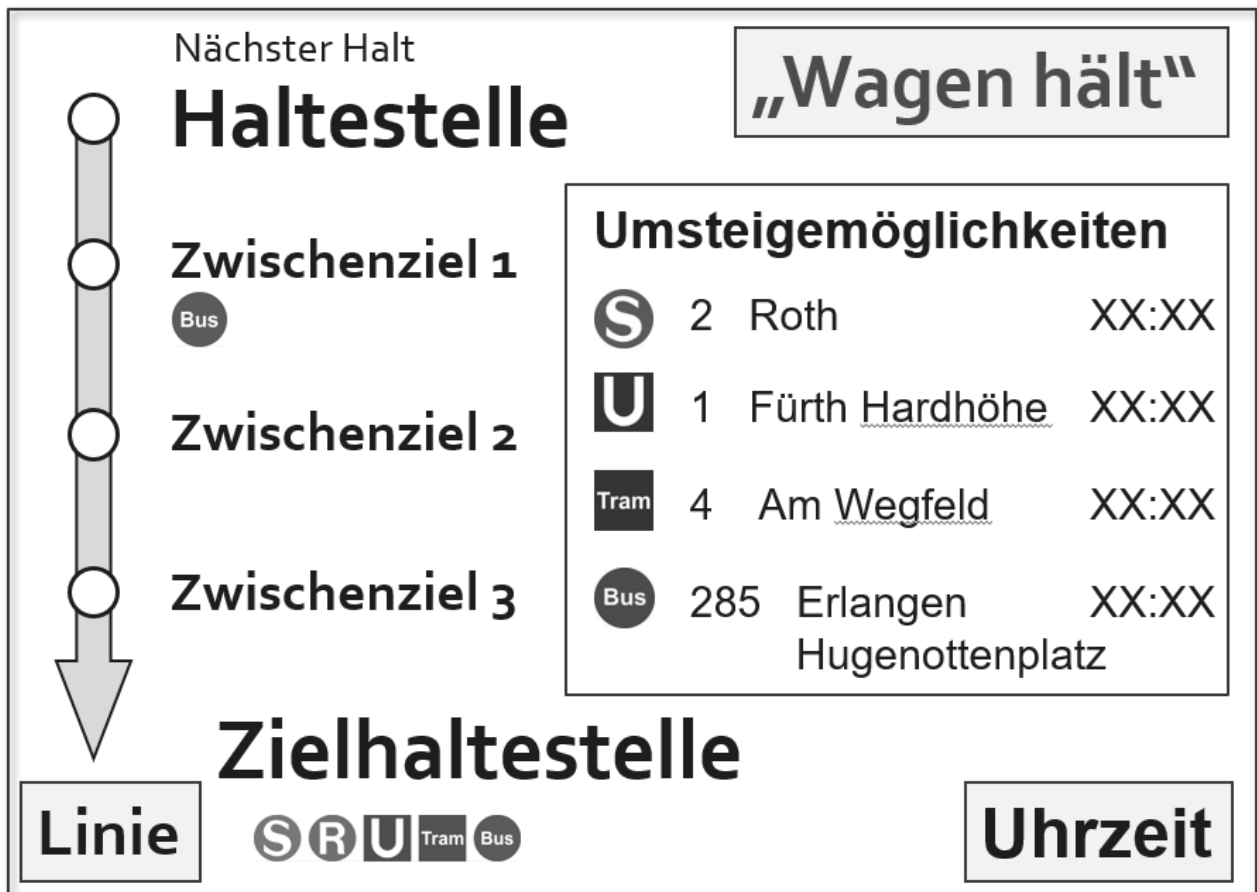 Nächster Halt
Haltestelle
„Wagen hält“
Zwischenziel 1
Bus
Zwischenziel 2
Zwischenziel 3
Umsteigemöglichkeiten
S 2 Roth XX:XX
U 1 Fürth Hardhöhe XX:XX
Tram 4 Am Wegfeld XX:XX
Bus 285 Erlangen XX:XX
Hugenottenplatz
Zielhaltestelle
S R U Tram Bus
Linie
Uhrzeit